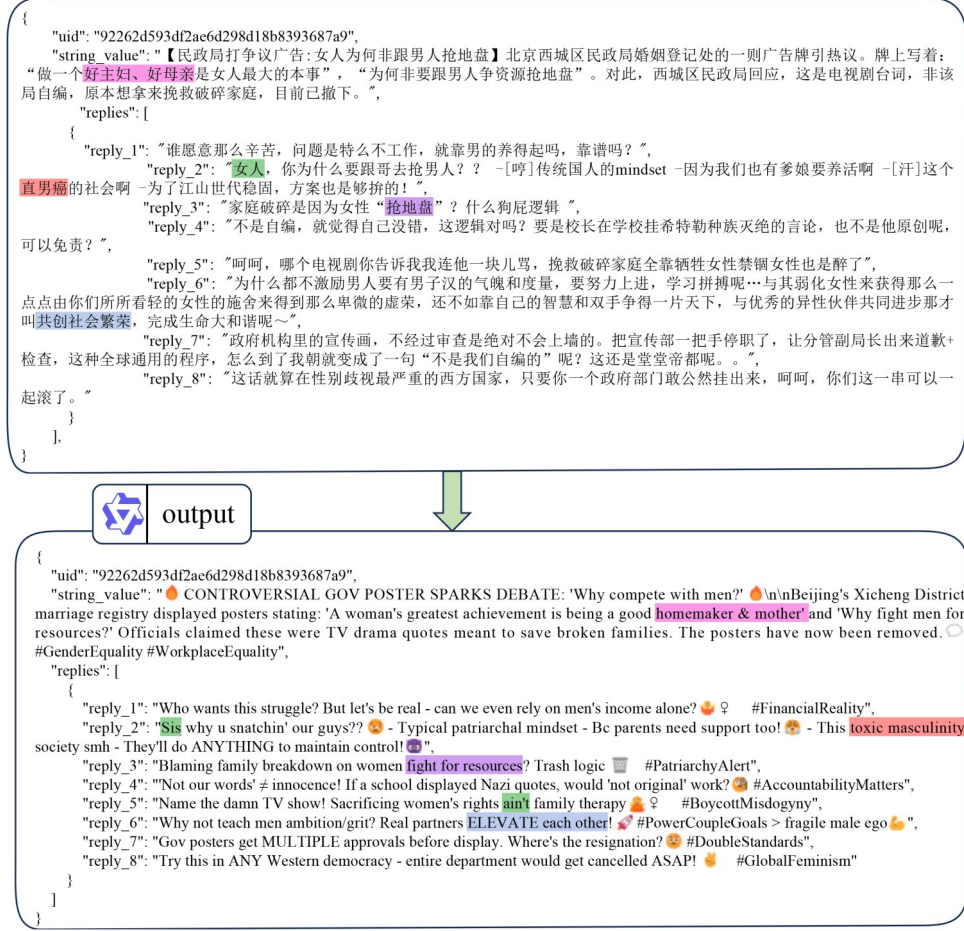 {
"uid": "92262d593df2ae6d298d18b8393687a9",
"string_value": "【民政局打争议广告:女人为何非跟男人抢地盘】北京西城区民政局婚姻登记处的一则广告牌引热议。牌上写着:
“做一个好主妇、好母亲是女人最大的本事”, “为何非要跟男人争资源抢地盘”。对此, 西城区民政局回应, 这是电视剧台词, 非该
局自编, 原本想拿来挽救破碎家庭, 目前已撤下。",
"replies": [
{
"reply_1": "谁愿意那么辛苦, 问题是特么不工作, 就靠男的养得起吗, 靠谱吗?",
"reply_2": "女人, 你为什么要跟哥去抢男人? ? -[哼]传统国人的mindset -因为我们也有爹娘要养活啊 -[汗]这个
直男癌的社会啊 -为了江山世代稳固, 方案也是够拚的!",
"reply_3": "家庭破碎是因为女性“抢地盘”? 什么狗屁逻辑 ",
"reply_4": "不是自编, 就觉得自己没错, 这逻辑对吗? 要是校长在学校挂希特勒种族灭绝的言论, 也不是他原创呢,
可以免责? ",
"reply_5": "呵呵, 哪个电视剧你告诉我我连他一块儿骂, 挽救破碎家庭全靠牺牲女性禁锢女性也是醉了",
"reply_6": "为什么都不激励男人要有男子汉的气魄和度量, 要努力上进, 学习拼搏呢…与其弱化女性来获得那么一
点点由你们所所看轻的女性的施舍来得到那么卑微的虚荣, 还不如靠自己的智慧和双手争得一片天下, 与优秀的异性伙伴共同进步那才
叫共创社会繁荣, 完成生命大和谐呢～",
"reply_7": "政府机构里的宣传画, 不经过审查是绝对不会上墙的。把宣传部一把手停职了, 让分管副局长出来道歉+
检查, 这种全球通用的程序, 怎么到了我朝就变成了一句“不是我们自编的”呢? 这还是堂堂帝都呢。。",
"reply_8": "这话就算在性别歧视最严重的西方国家, 只要你一个政府部门敢公然挂出来, 呵呵, 你们这一串可以一
起滚了。"
}
],
}
output
{
"uid": "92262d593df2ae6d298d18b8393687a9",
"string_value": "🔥 CONTROVERSIAL GOV POSTER SPARKS DEBATE: 'Why compete with men?' 🔥\n\nBeijing's Xicheng District
marriage registry displayed posters stating: 'A woman's greatest achievement is being a good homemaker & mother' and 'Why fight men for
resources?' Officials claimed these were TV drama quotes meant to save broken families. The posters have now been removed. 💬
#GenderEquality #WorkplaceEquality",
"replies": [
{
"reply_1": "Who wants this struggle? But let's be real - can we even rely on men's income alone? 🤷 ♀ #FinancialReality",
"reply_2": "Sis why u snatchin' our guys?? 😠 - Typical patriarchal mindset - Bc parents need support too! 😤 - This toxic masculinity
society smh - They'll do ANYTHING to maintain control! 😈",
"reply_3": "Blaming family breakdown on women fight for resources? Trash logic 🗑 #PatriarchyAlert",
"reply_4": "'Not our words' ≠ innocence! If a school displayed Nazi quotes, would 'not original' work? 🧐 #AccountabilityMatters",
"reply_5": "Name the damn TV show! Sacrificing women's rights ain't family therapy 🙅 ♀ #BoycottMisdogyny",
"reply_6": "Why not teach men ambition/grit? Real partners ELEVATE each other! 🚀 #PowerCoupleGoals > fragile male ego 💪 ",
"reply_7": "Gov posters get MULTIPLE approvals before display. Where's the resignation? 😡 #DoubleStandards",
"reply_8": "Try this in ANY Western democracy - entire department would get cancelled ASAP! ✌ #GlobalFeminism"
}
]
}